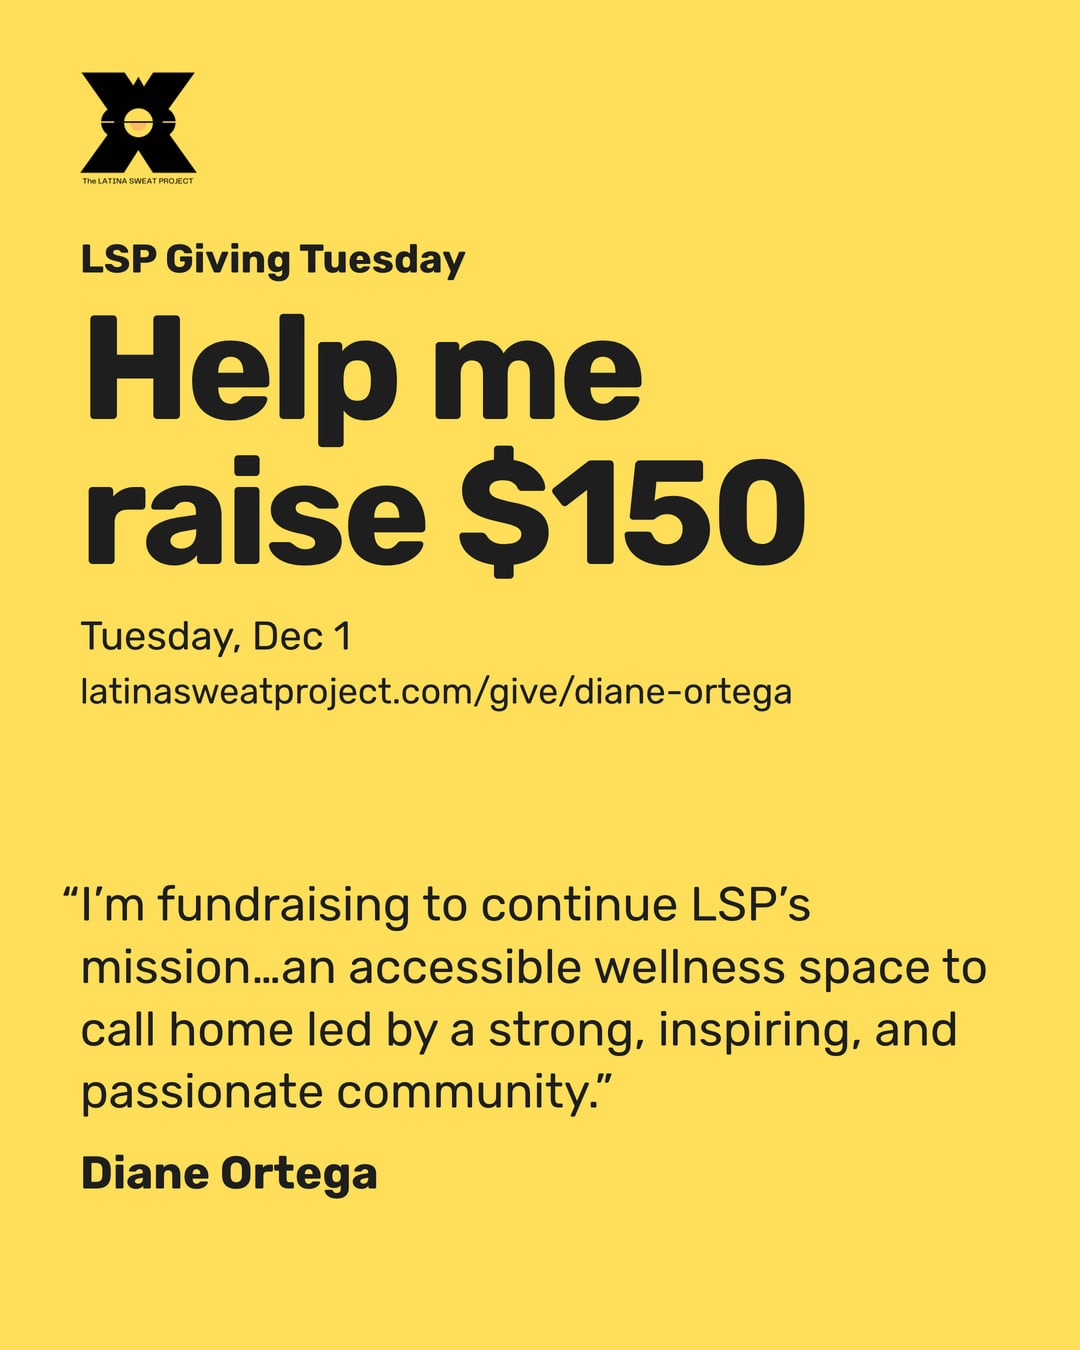 The LATINA SWEAT PROJECT
LSP Giving Tuesday
Help me
raise $150
Tuesday, Dec 1
latinasweatproject.com/give/diane-ortega
“I’m fundraising to continue LSP’s
mission…an accessible wellness space to
call home led by a strong, inspiring, and
passionate community.”
Diane Ortega